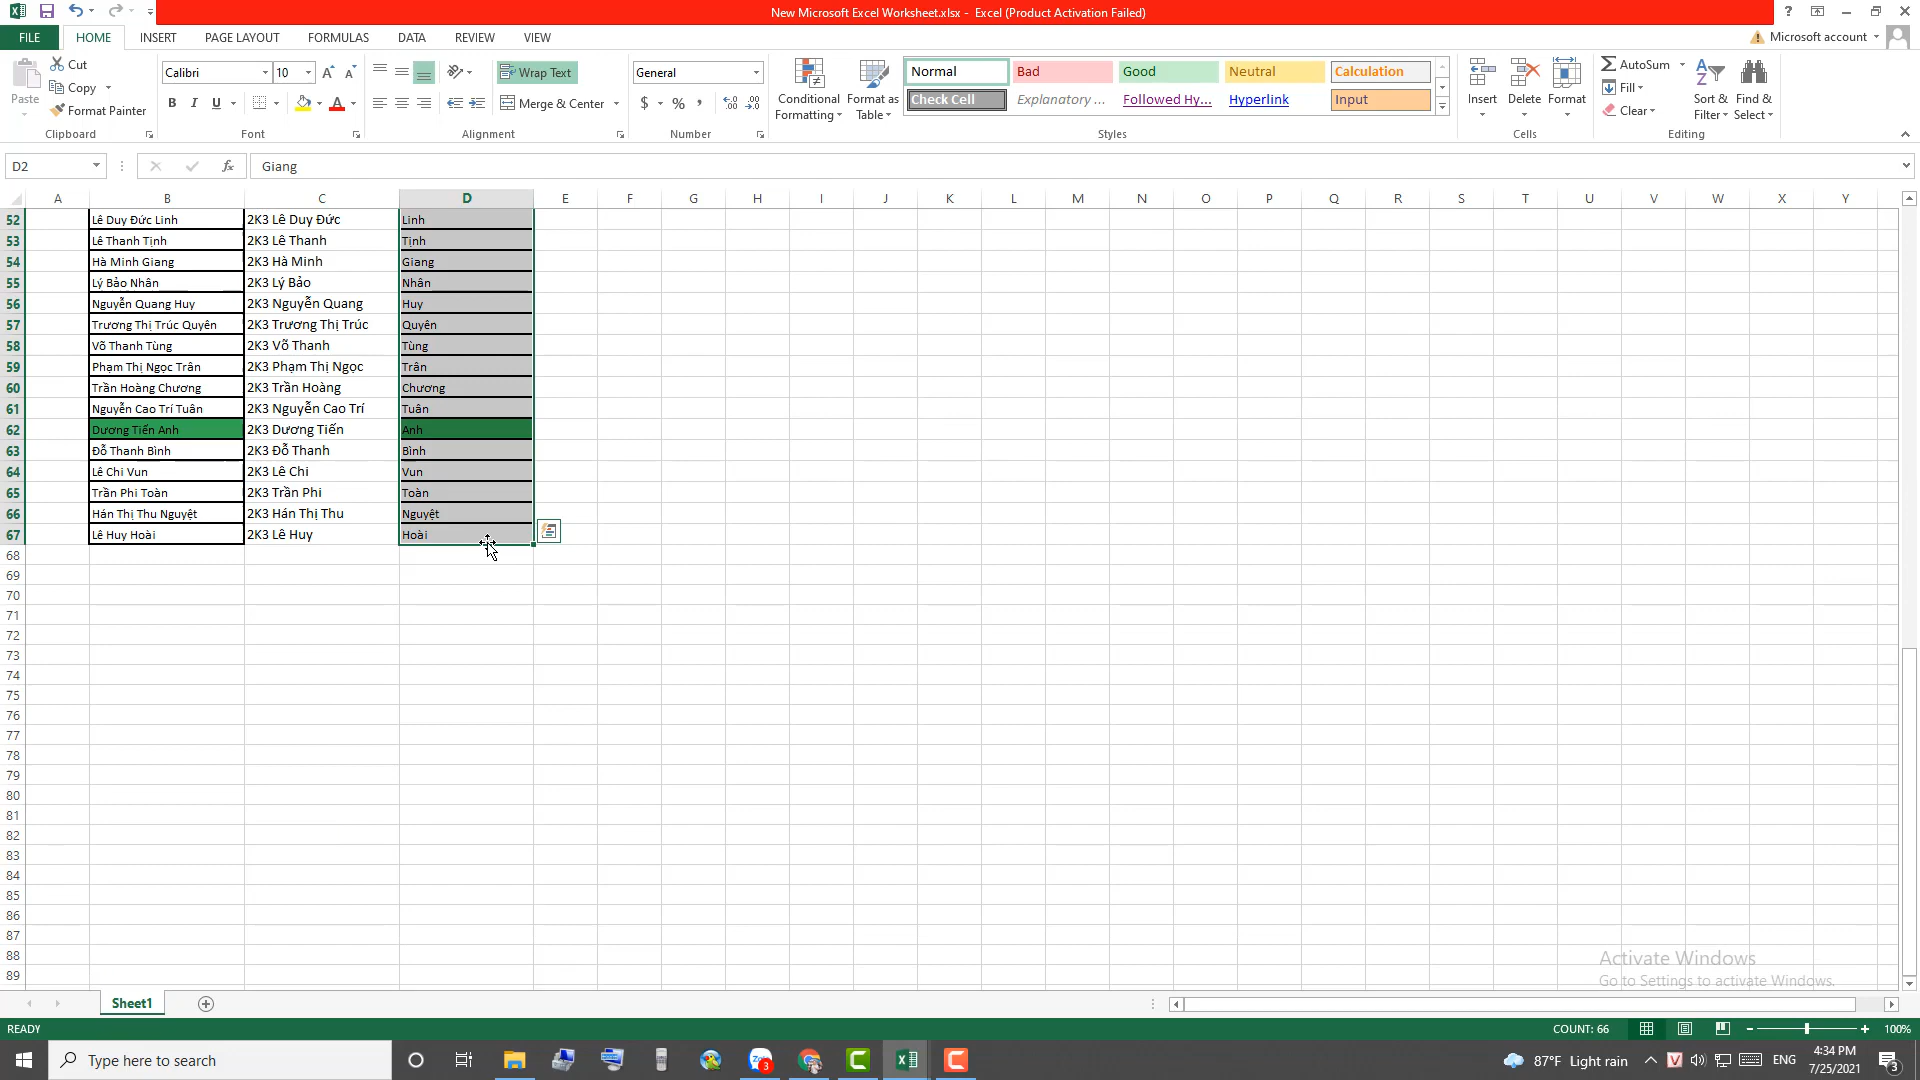 New Microsoft Excel Worksheet.xlsx - Excel (Product Activation Failed)
FILE HOME INSERT PAGE LAYOUT FORMULAS DATA REVIEW VIEW Microsoft account
Paste Cut Copy Format Painter Clipboard
Calibri 10 B I U A Font
Wrap Text Merge & Center Alignment
General $ % , Number
Conditional Formatting Format as Table
Normal Bad Good Neutral Calculation
Check Cell Explanatory ... Followed Hy... Hyperlink Input
Styles
Insert Delete Format Cells
AutoSum Fill Clear Sort & Filter Find & Select Editing
D2 fx Giang
A B C D E F G H I J K L M N O P Q R S T U V W X Y
52 Lê Duy Đức Linh 2K3 Lê Duy Đức Linh
53 Lê Thanh Tịnh 2K3 Lê Thanh Tịnh
54 Hà Minh Giang 2K3 Hà Minh Giang
55 Lý Bảo Nhân 2K3 Lý Bảo Nhân
56 Nguyễn Quang Huy 2K3 Nguyễn Quang Huy
57 Trương Thị Trúc Quyên 2K3 Trương Thị Trúc Quyên
58 Võ Thanh Tùng 2K3 Võ Thanh Tùng
59 Phạm Thị Ngọc Trân 2K3 Phạm Thị Ngọc Trân
60 Trần Hoàng Chương 2K3 Trần Hoàng Chương
61 Nguyễn Cao Trí Tuân 2K3 Nguyễn Cao Trí Tuân
62 Dương Tiến Anh 2K3 Dương Tiến Anh
63 Đỗ Thanh Bình 2K3 Đỗ Thanh Bình
64 Lê Chi Vun 2K3 Lê Chi Vun
65 Trần Phi Toàn 2K3 Trần Phi Toàn
66 Hán Thị Thu Nguyệt 2K3 Hán Thị Thu Nguyệt
67 Lê Huy Hoài 2K3 Lê Huy Hoài
68
69
70
71
72
73
74
75
76
77
78
79
80
81
82
83
84
85
86
87
88
89
Activate Windows
Go to Settings to activate Windows.
Sheet1
READY COUNT: 66 100%
Type here to search 87°F Light rain ENG 4:34 PM
7/25/2021